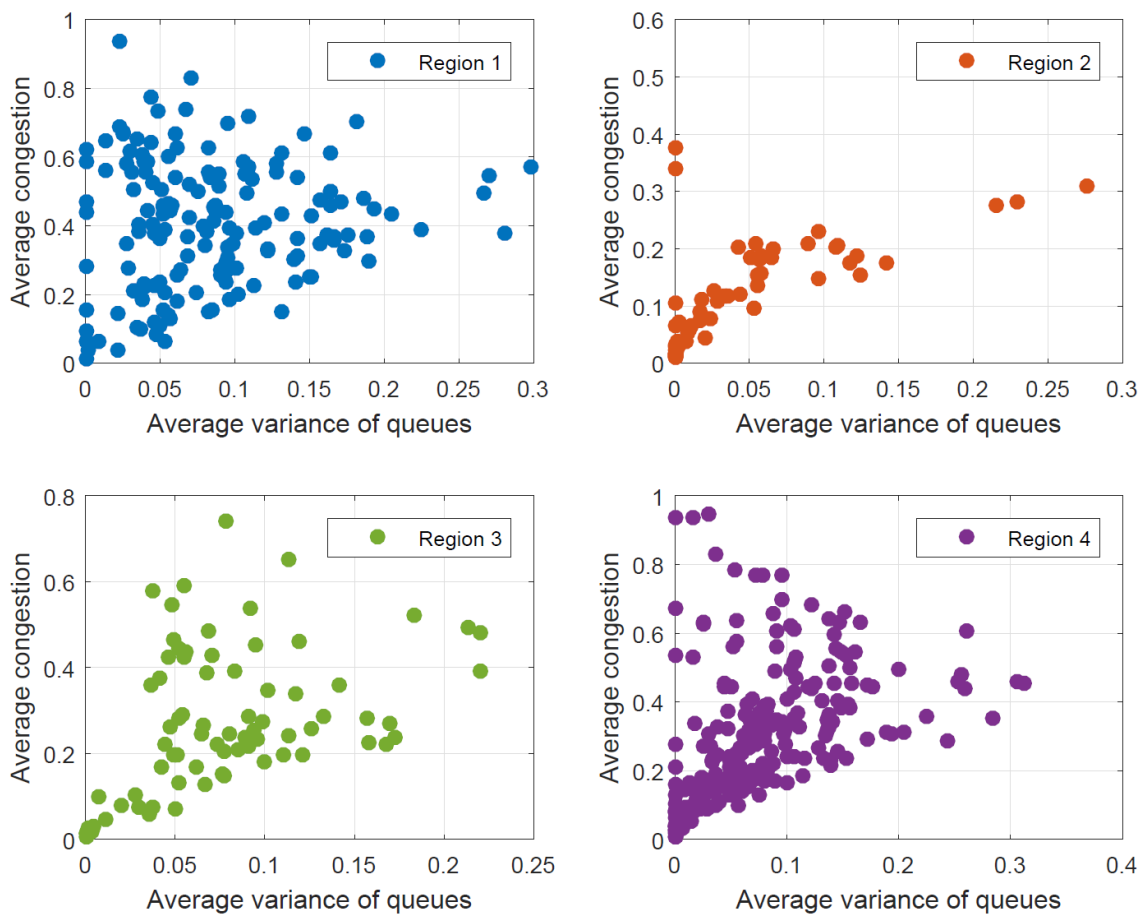 Region 1
Average congestion
1
0.8
0.6
0.4
0.2
0
0 0.05 0.1 0.15 0.2 0.25 0.3
Average variance of queues
Region 2
Average congestion
0.6
0.5
0.4
0.3
0.2
0.1
0
0 0.05 0.1 0.15 0.2 0.25 0.3
Average variance of queues
Region 3
Average congestion
0.8
0.6
0.4
0.2
0
0 0.05 0.1 0.15 0.2 0.25
Average variance of queues
Region 4
Average congestion
1
0.8
0.6
0.4
0.2
0
0 0.1 0.2 0.3 0.4
Average variance of queues